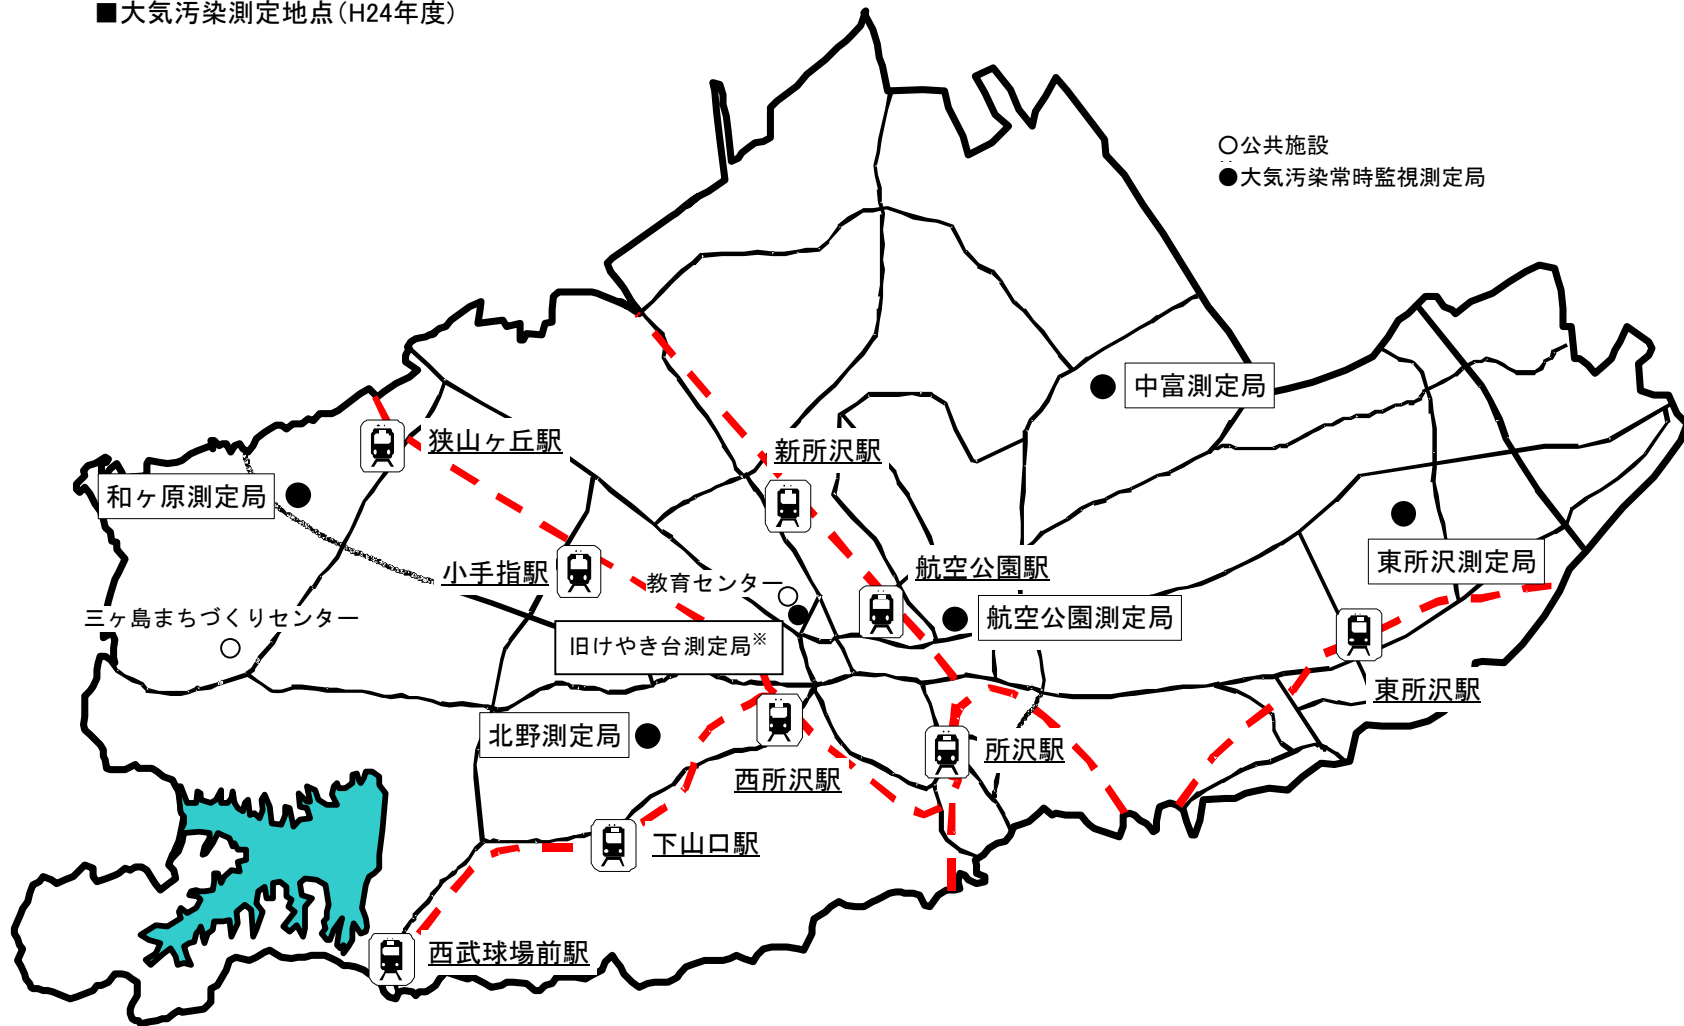 ■大気汚染測定地点(H24年度)
○公共施設
●大気汚染常時監視測定局
中富測定局
狭山ヶ丘駅
新所沢駅
和ヶ原測定局
東所沢測定局
小手指駅
教育センター
航空公園駅
三ヶ島まちづくりセンター
航空公園測定局
旧けやき台測定局※
東所沢駅
北野測定局
所沢駅
西所沢駅
下山口駅
西武球場前駅